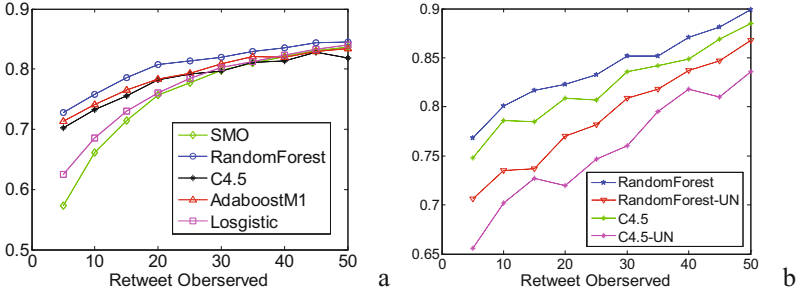 0.9
0.8
0.7
0.6
0.5
0
10
20
30
40
50
SMO
RandomForest
C4.5
AdaboostM1
Losgistic
Retweet Oberserved
a
0.9
0.85
0.8
0.75
0.7
0.65
0
10
20
30
40
50
RandomForest
RandomForest-UN
C4.5
C4.5-UN
Retweet Oberserved
b